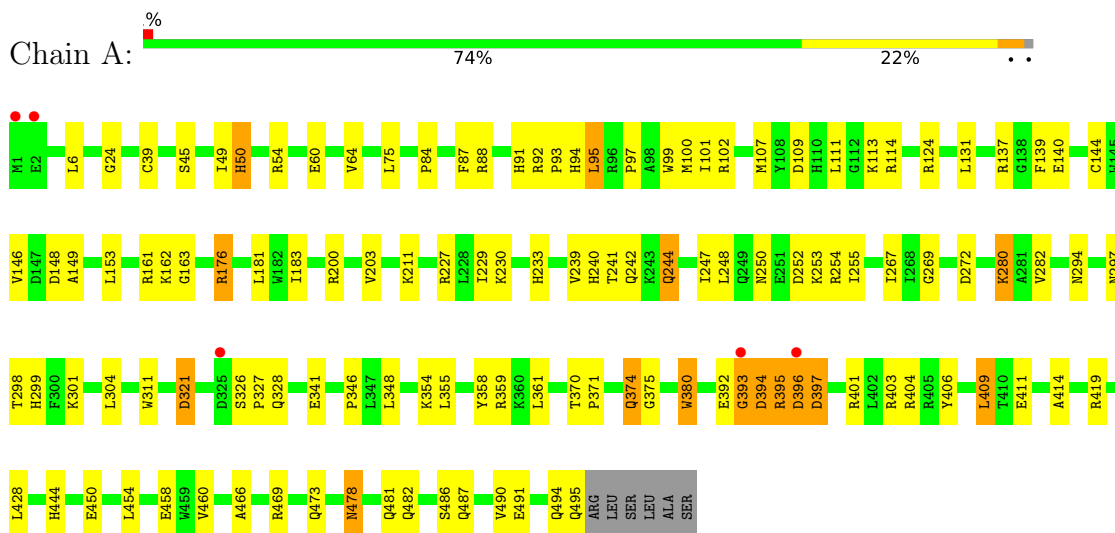 %
Chain A:
74% 22% • •
M1 E2 L6 G24 C39 S45 I49 H50 R54 E60 V64 L75 P84 F87 R88 H91 R92 P93 H94 L95 R96 P97 A98 W99 M100 I101 R102 M107 Y108 D109 H110 L111 G112 K113 R114 R124 L131 R137 G138 F139 E140 C144 W145
V146 D147 D148 A149 L153 R161 K162 G163 R176 L181 W182 I183 R200 V203 K211 R227 L228 I229 K230 H233 V239 H240 T241 Q242 K243 Q244 I247 L248 Q249 N250 E251 D252 K253 R254 I255 I267 I268 G269 D272 K280 A281 V282 N294 N297
T298 H299 F300 K301 L304 W311 D321 D325 S326 P327 Q328 E341 P346 L347 L348 K354 L355 Y358 R359 K360 L361 T370 P371 Q374 G375 W380 E392 G393 D394 R395 D396 D397 R401 L402 R403 R404 R405 Y406 L409 T410 E411 A414 R419
L428 H444 E450 L454 E458 W459 V460 A466 R469 Q473 N478 Q481 Q482 S486 Q487 V490 E491 Q494 Q495 ARG LEU SER LEU ALA SER